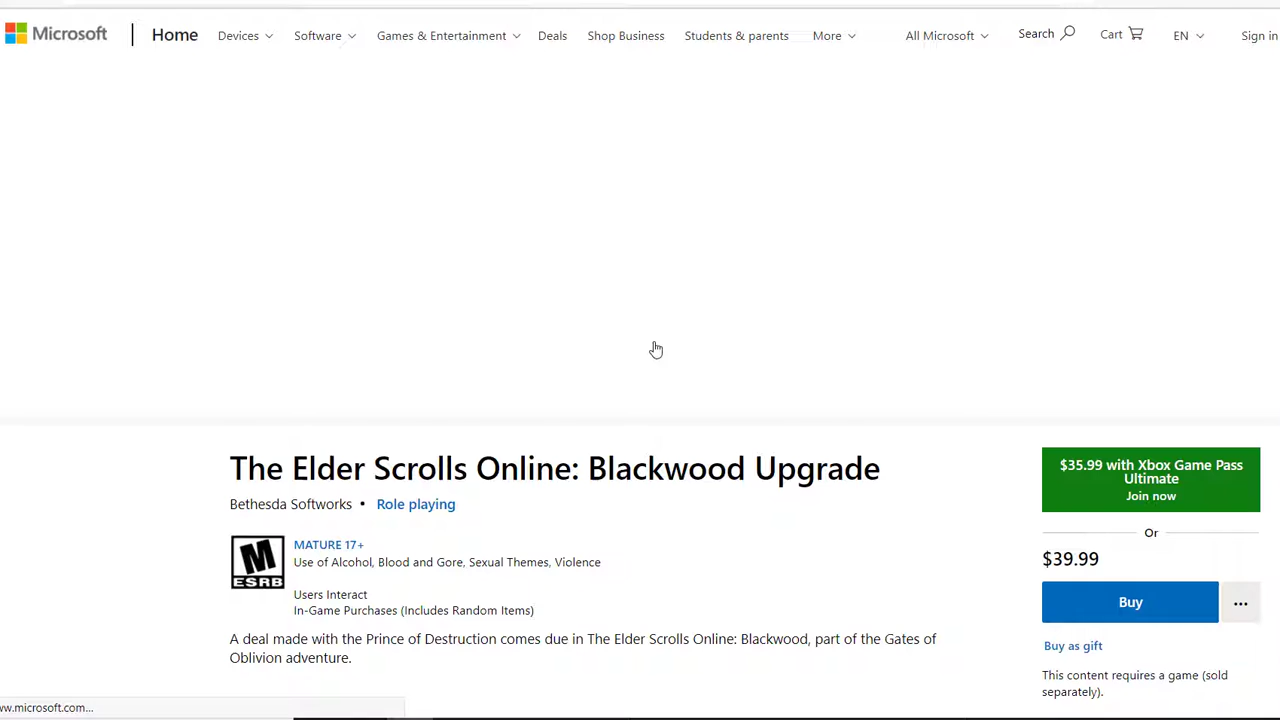 Microsoft Home Devices Software Games & Entertainment Deals Shop Business Students & parents More All Microsoft Search Cart EN Sign in
The Elder Scrolls Online: Blackwood Upgrade
Bethesda Softworks • Role playing
M
ESRB
MATURE 17+
Use of Alcohol, Blood and Gore, Sexual Themes, Violence
Users Interact
In-Game Purchases (Includes Random Items)
A deal made with the Prince of Destruction comes due in The Elder Scrolls Online: Blackwood, part of the Gates of
Oblivion adventure.
$35.99 with Xbox Game Pass
Ultimate
Join now
Or
$39.99
Buy
Buy as gift
This content requires a game (sold
separately).
ww.microsoft.com...